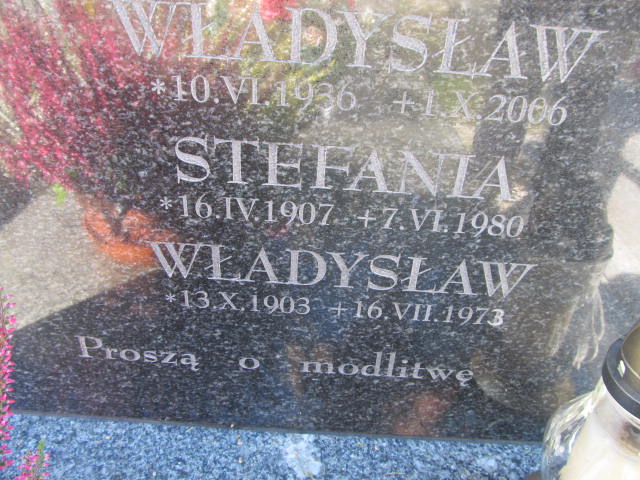 WŁADYSŁAW
*10.VI.1936 +1.X.2006
STEFANIA
*16.IV.1907 +7.VI.1980
WŁADYSŁAW
*13.X.1903 +16.VII.1973
Proszą o modlitwę